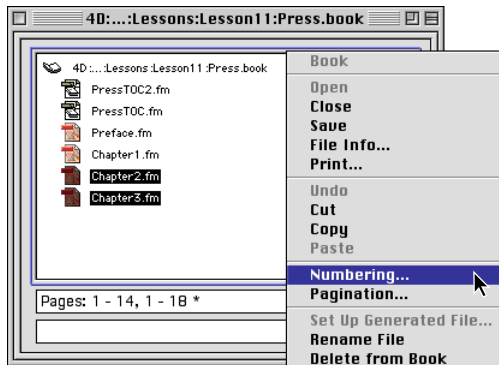 4D:...:Lessons:Lesson11:Press.book
4D:...:Lessons:Lesson11:Press.book
PressTOC2.fm
PressTOC.fm
Preface.fm
Chapter1.fm
Chapter2.fm
Chapter3.fm
Pages: 1 - 14, 1 - 18 *
Book
Open
Close
Save
File Info...
Print...
Undo
Cut
Copy
Paste
Numbering...
Pagination...
Set Up Generated File...
Rename File
Delete from Book